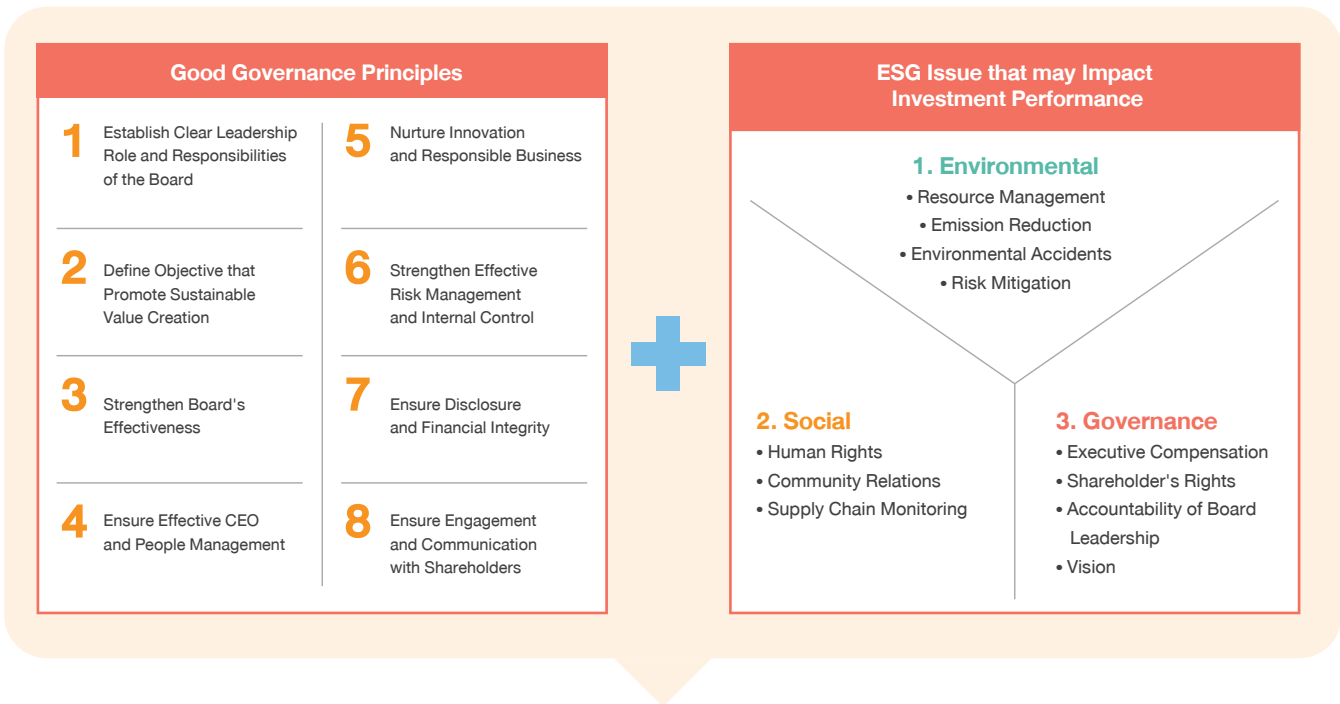 Good Governance Principles
1
Establish Clear Leadership
Role and Responsibilities
of the Board
2
Define Objective that
Promote Sustainable
Value Creation
3
Strengthen Board's
Effectiveness
4
Ensure Effective CEO
and People Management
5
Nurture Innovation
and Responsible Business
6
Strengthen Effective
Risk Management
and Internal Control
7
Ensure Disclosure
and Financial Integrity
8
Ensure Engagement
and Communication
with Shareholders
ESG Issue that may Impact
Investment Performance
1. Environmental
• Resource Management
• Emission Reduction
• Environmental Accidents
• Risk Mitigation
2. Social
• Human Rights
• Community Relations
• Supply Chain Monitoring
3. Governance
• Executive Compensation
• Shareholder's Rights
• Accountability of Board
Leadership
• Vision